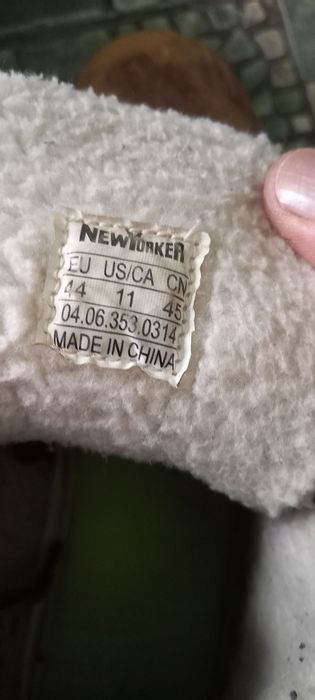 NEWYORKER
EU US/CA CN
44 11 45
04.06.353.0314
MADE IN CHINA